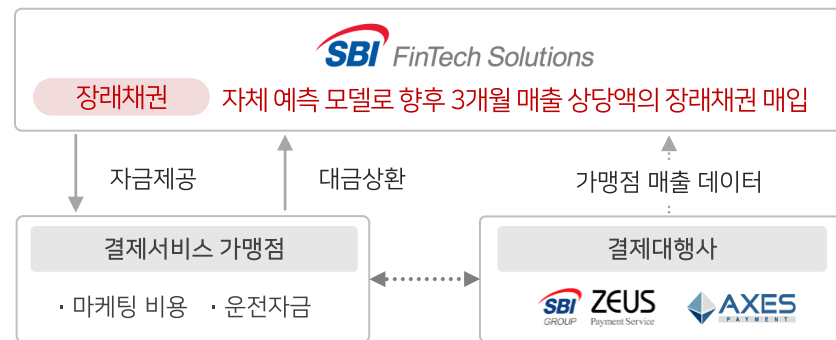 SBI FinTech Solutions
장래채권 자체 예측 모델로 향후 3개월 매출 상당액의 장래채권 매입
자금제공 대금상환 가맹점 매출 데이터
결제서비스 가맹점 결제대행사
· 마케팅 비용 · 운전자금
SBI GROUP ZEUS Payment Service AXES PAYMENT